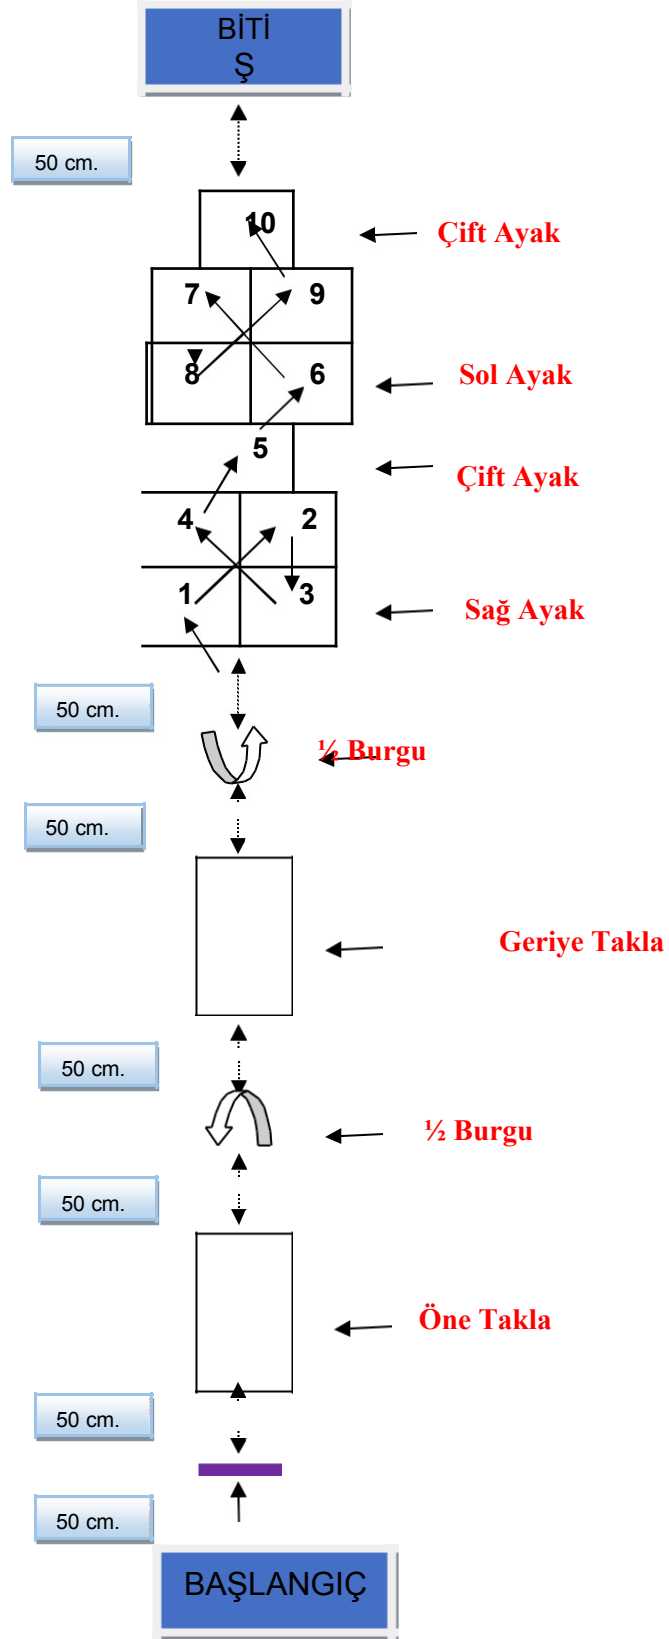 BİTİ
Ş
50 cm.
10
Çift Ayak
7
9
8
6
Sol Ayak
5
Çift Ayak
4
2
1
3
Sağ Ayak
50 cm.
½ Burgu
50 cm.
Geriye Takla
50 cm.
½ Burgu
50 cm.
Öne Takla
50 cm.
50 cm.
BAŞLANGIÇ